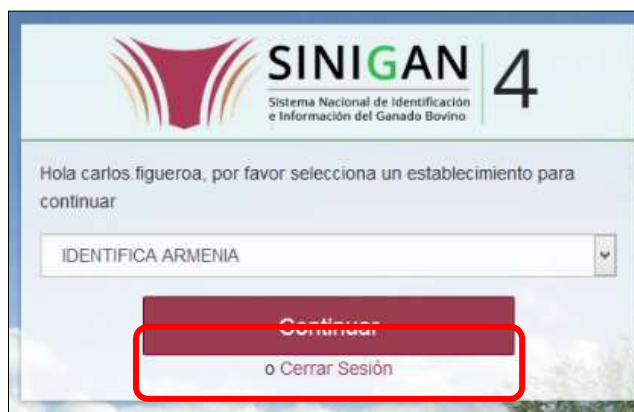 SINIGAN 4
Sistema Nacional de Identificación
e Información del Ganado Bovino
Hola carlos.figueroa, por favor selecciona un establecimiento para
continuar
IDENTIFICA ARMENIA
Continuar
o Cerrar Sesión